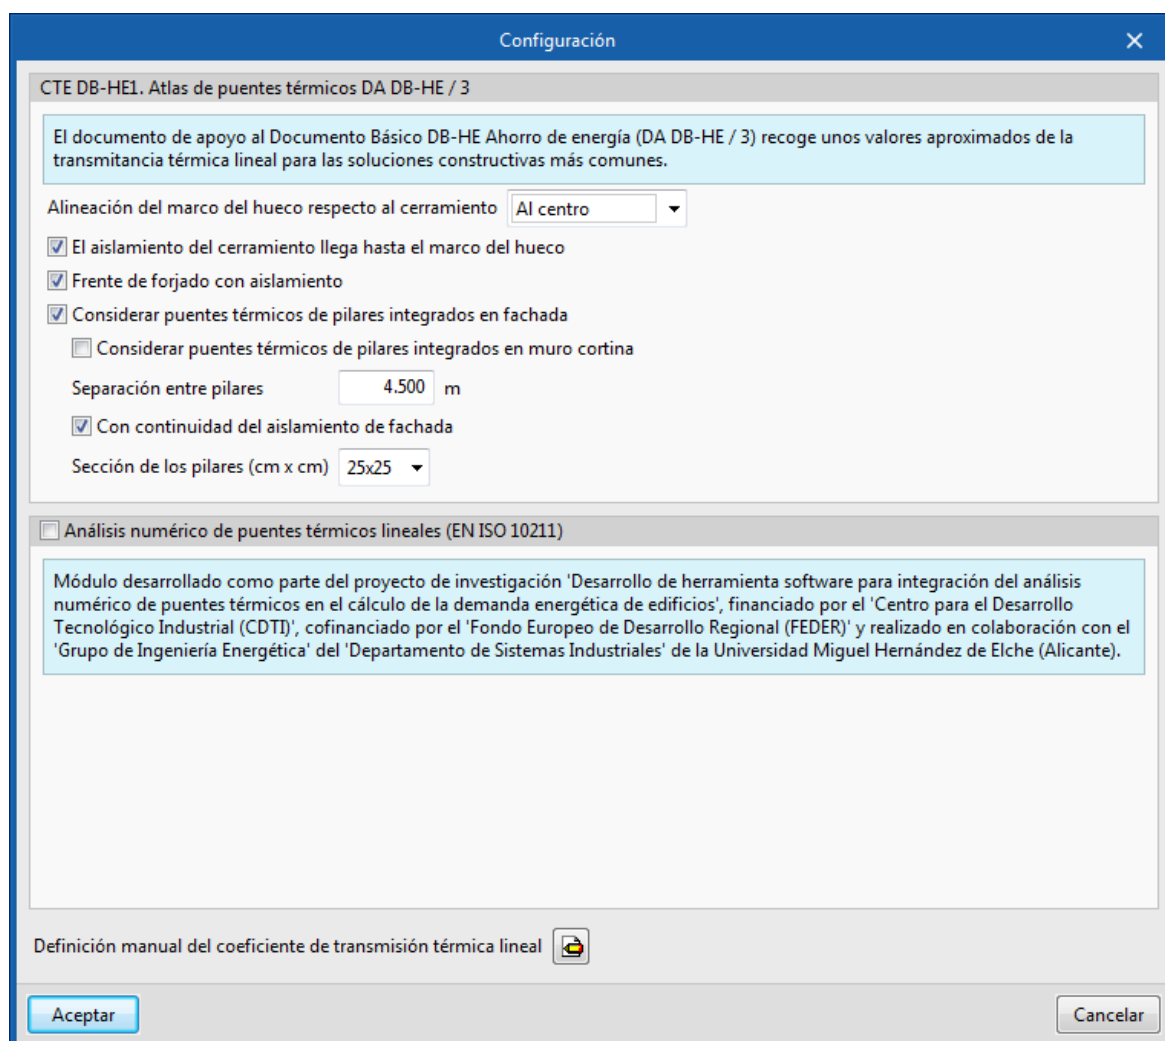 Configuración
CTE DB-HE1. Atlas de puentes térmicos DA DB-HE / 3
El documento de apoyo al Documento Básico DB-HE Ahorro de energía (DA DB-HE / 3) recoge unos valores aproximados de la
transmitancia térmica lineal para las soluciones constructivas más comunes.
Alineación del marco del hueco respecto al cerramiento Al centro
El aislamiento del cerramiento llega hasta el marco del hueco
Frente de forjado con aislamiento
Considerar puentes térmicos de pilares integrados en fachada
Considerar puentes térmicos de pilares integrados en muro cortina
Separación entre pilares 4.500 m
Con continuidad del aislamiento de fachada
Sección de los pilares (cm x cm) 25x25
Análisis numérico de puentes térmicos lineales (EN ISO 10211)
Módulo desarrollado como parte del proyecto de investigación 'Desarrollo de herramienta software para integración del análisis
numérico de puentes térmicos en el cálculo de la demanda energética de edificios', financiado por el 'Centro para el Desarrollo
Tecnológico Industrial (CDTI)', cofinanciado por el 'Fondo Europeo de Desarrollo Regional (FEDER)' y realizado en colaboración con el
'Grupo de Ingeniería Energética' del 'Departamento de Sistemas Industriales' de la Universidad Miguel Hernández de Elche (Alicante).
Definición manual del coeficiente de transmisión térmica lineal
Aceptar Cancelar